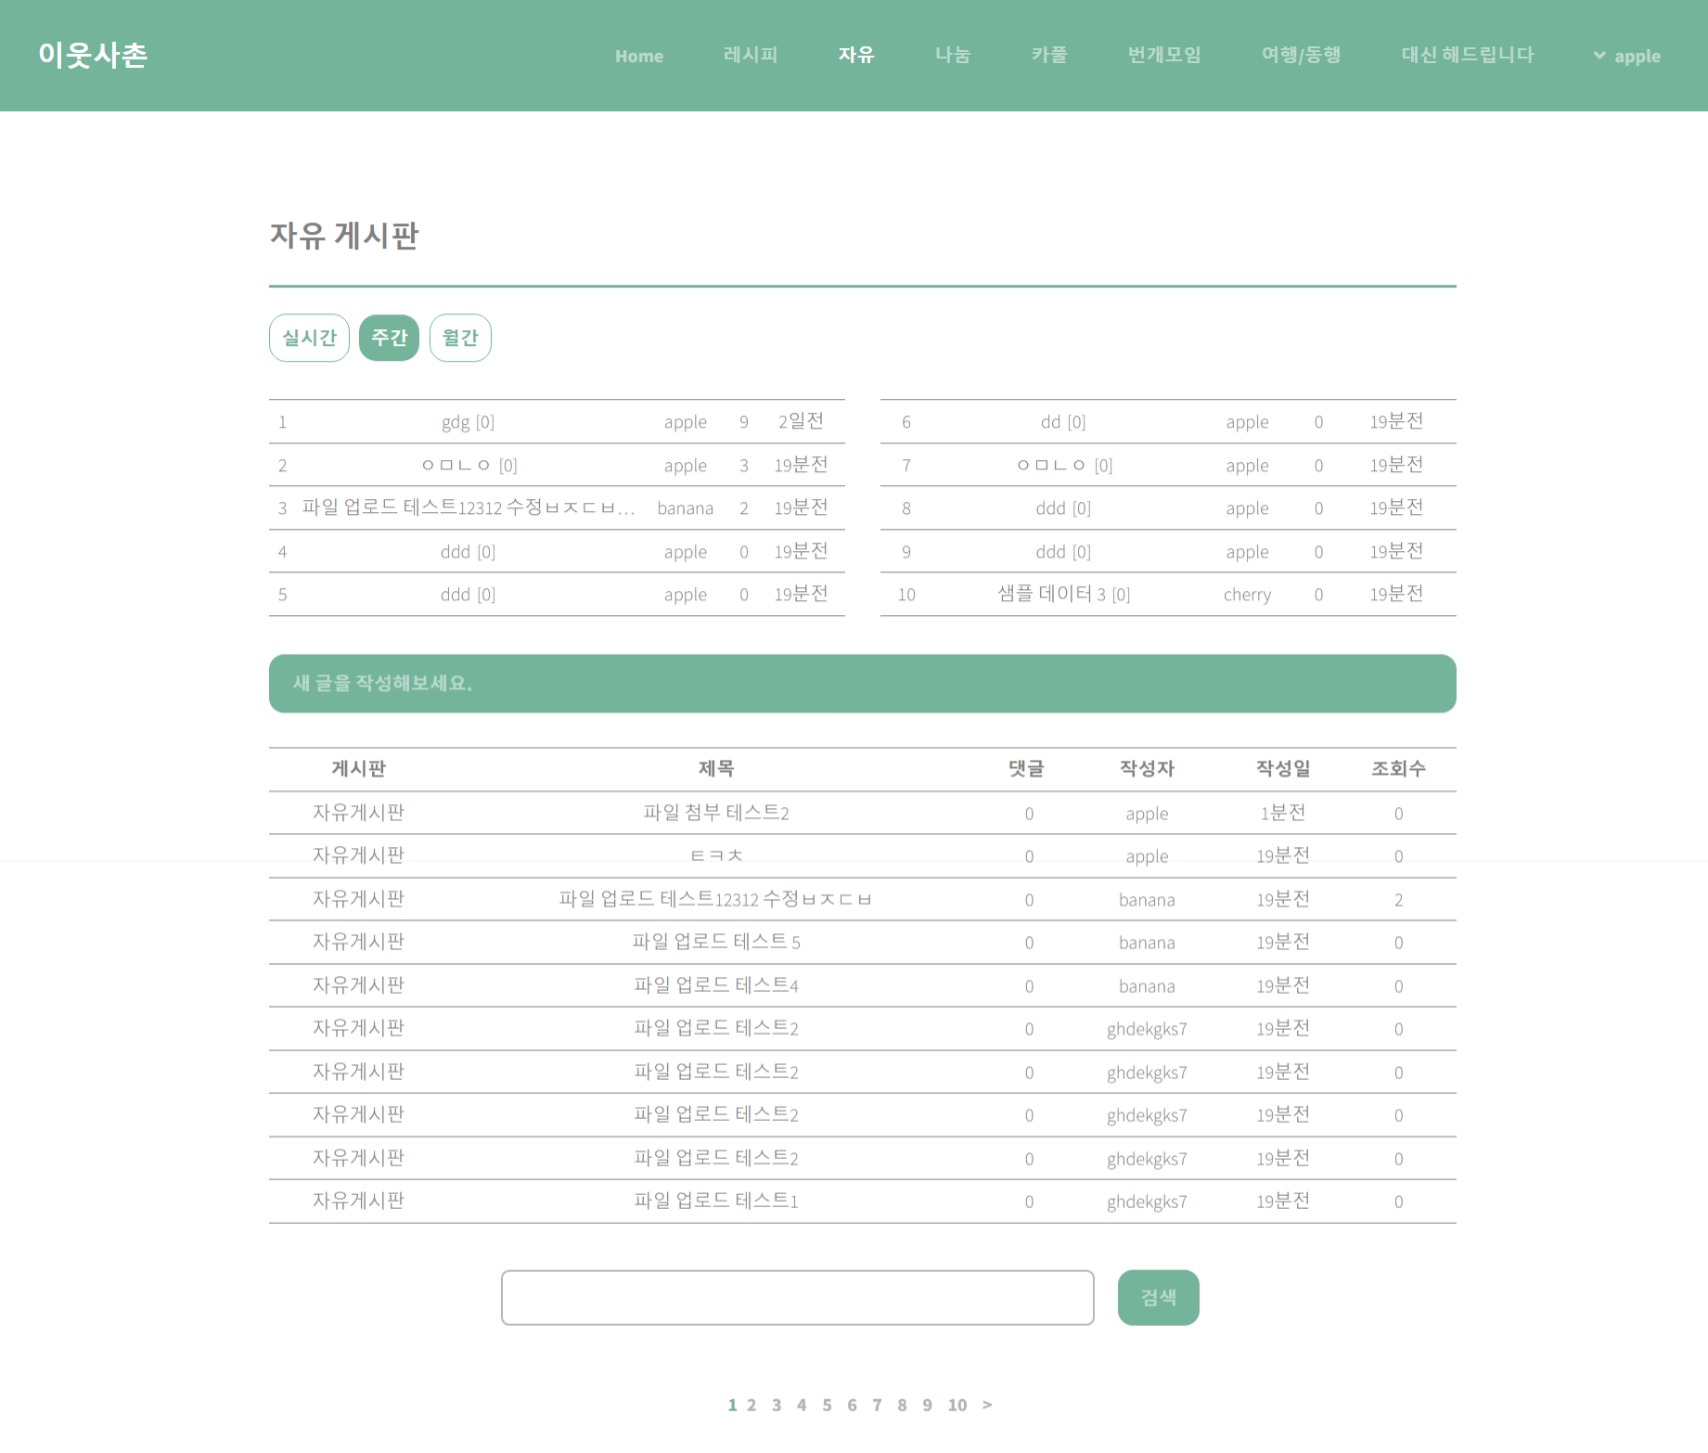 이웃사촌 Home 레시피 자유 나눔 카풀 번개모임 여행/동행 대신 해드립니다 apple
자유 게시판
실시간 주간 월간
1 gdg [0] apple 9 2일전
2 ㅇㅁㄴㅇ [0] apple 3 19분전
3 파일 업로드 테스트12312 수정ㅂㅈㄷㅂ... banana 2 19분전
4 ddd [0] apple 0 19분전
5 ddd [0] apple 0 19분전
6 dd [0] apple 0 19분전
7 ㅇㅁㄴㅇ [0] apple 0 19분전
8 ddd [0] apple 0 19분전
9 ddd [0] apple 0 19분전
10 샘플 데이터 3 [0] cherry 0 19분전
새 글을 작성해보세요.
게시판 제목 댓글 작성자 작성일 조회수
자유게시판 파일 첨부 테스트2 0 apple 1분전 0
자유게시판 ㅌㅋㅊ 0 apple 19분전 0
자유게시판 파일 업로드 테스트12312 수정ㅂㅈㄷㅂ 0 banana 19분전 2
자유게시판 파일 업로드 테스트 5 0 banana 19분전 0
자유게시판 파일 업로드 테스트4 0 banana 19분전 0
자유게시판 파일 업로드 테스트2 0 ghdekgks7 19분전 0
자유게시판 파일 업로드 테스트2 0 ghdekgks7 19분전 0
자유게시판 파일 업로드 테스트2 0 ghdekgks7 19분전 0
자유게시판 파일 업로드 테스트2 0 ghdekgks7 19분전 0
자유게시판 파일 업로드 테스트1 0 ghdekgks7 19분전 0
검색
1 2 3 4 5 6 7 8 9 10 >